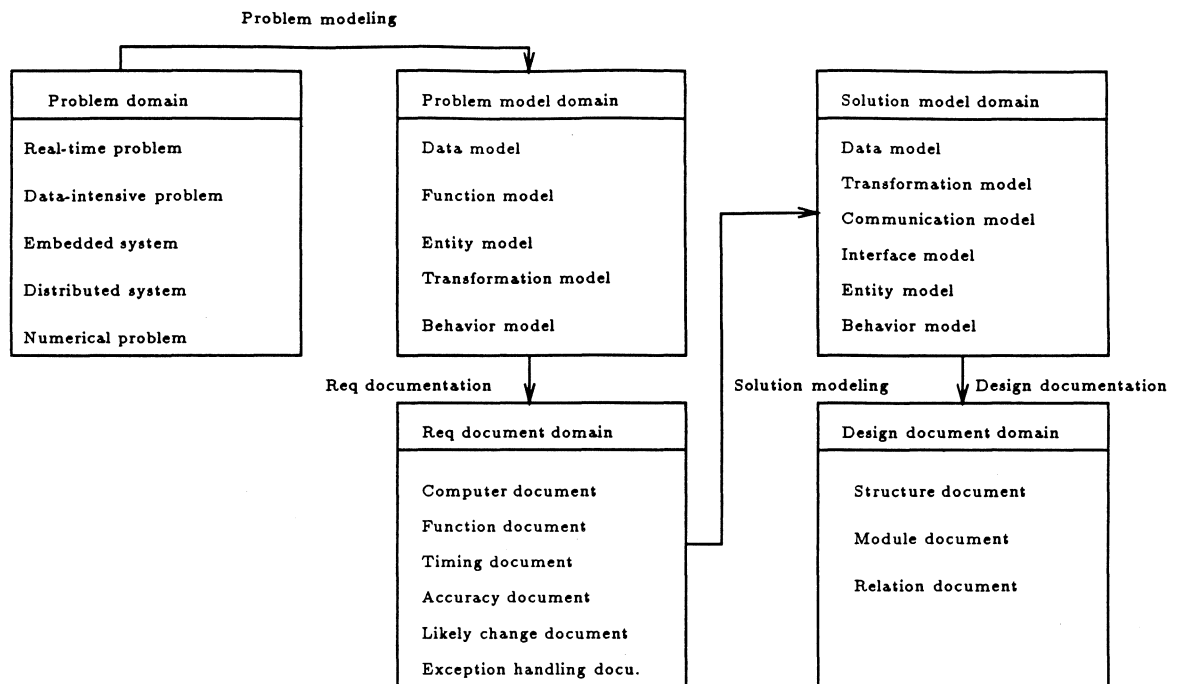 Problem modeling
Problem domain
Real-time problem
Data-intensive problem
Embedded system
Distributed system
Numerical problem
Problem model domain
Data model
Function model
Entity model
Transformation model
Behavior model
Req documentation
Req document domain
Computer document
Function document
Timing document
Accuracy document
Likely change document
Exception handling docu.
Solution modeling
Solution model domain
Data model
Transformation model
Communication model
Interface model
Entity model
Behavior model
Design documentation
Design document domain
Structure document
Module document
Relation document